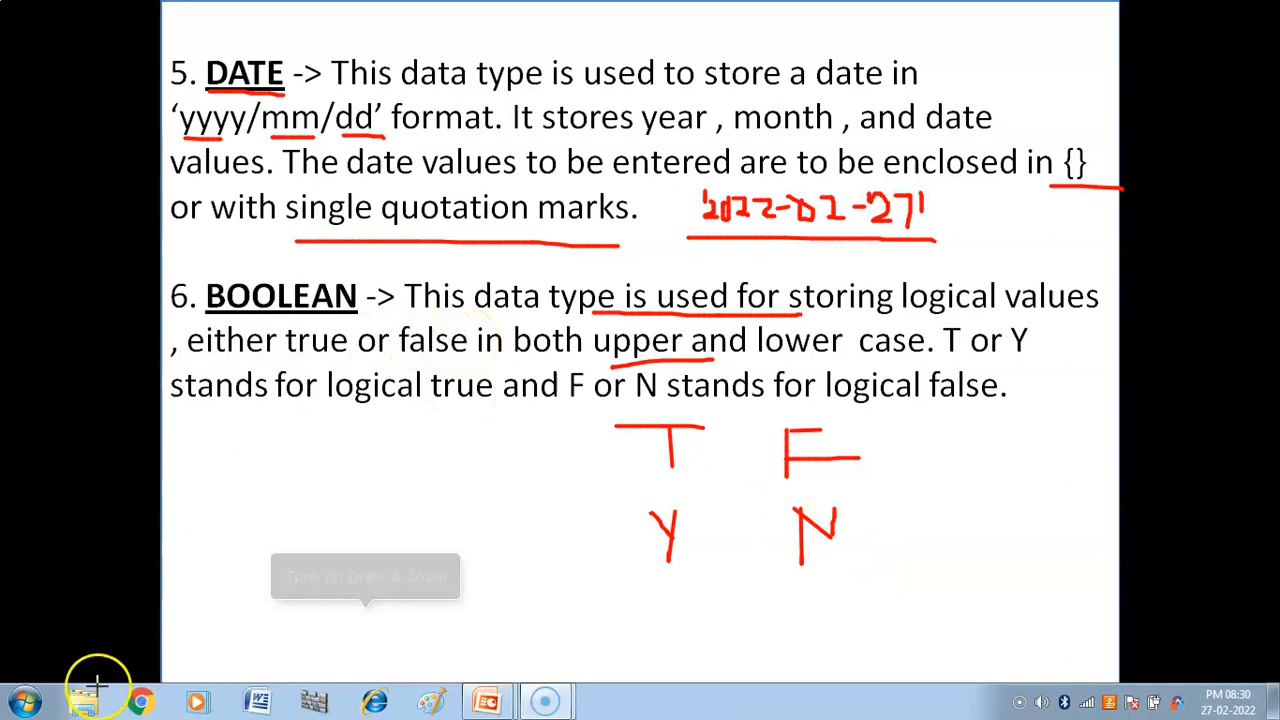 5. DATE -> This data type is used to store a date in
‘yyyy/mm/dd’ format. It stores year , month , and date
values. The date values to be entered are to be enclosed in {}
or with single quotation marks. '2022-02-27'
6. BOOLEAN -> This data type is used for storing logical values
, either true or false in both upper and lower case. T or Y
stands for logical true and F or N stands for logical false.
T F
Y N
Turn on Draw & Zoom
PM 08:30
27-02-2022